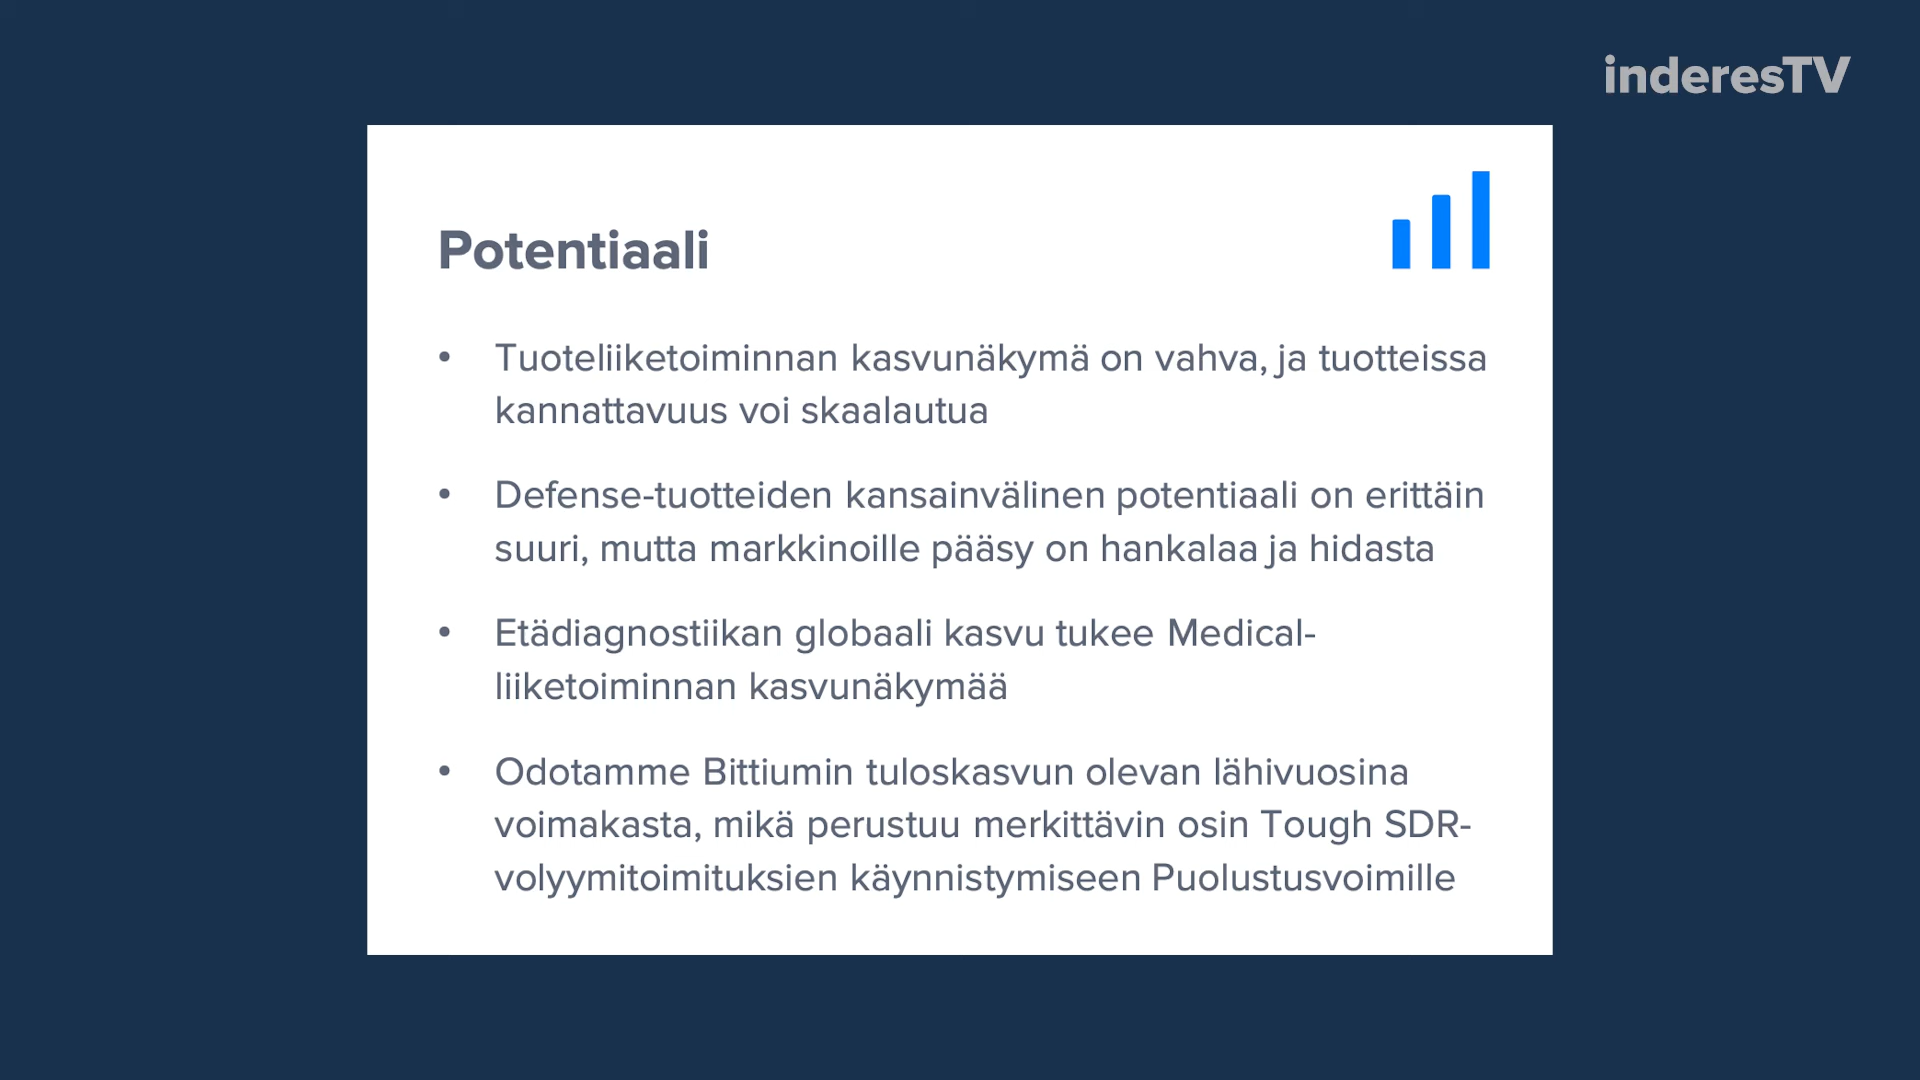 inderesTV
Potentiaali
• Tuoteliiketoiminnan kasvunäkymä on vahva, ja tuotteissa
kannattavuus voi skaalautua
• Defense-tuotteiden kansainvälinen potentiaali on erittäin
suuri, mutta markkinoille pääsy on hankalaa ja hidasta
• Etädiagnostiikan globaali kasvu tukee Medical-
liiketoiminnan kasvunäkymää
• Odotamme Bittiumin tuloskasvun olevan lähivuosina
voimakasta, mikä perustuu merkittävin osin Tough SDR-
volyymitoimituksien käynnistymiseen Puolustusvoimille